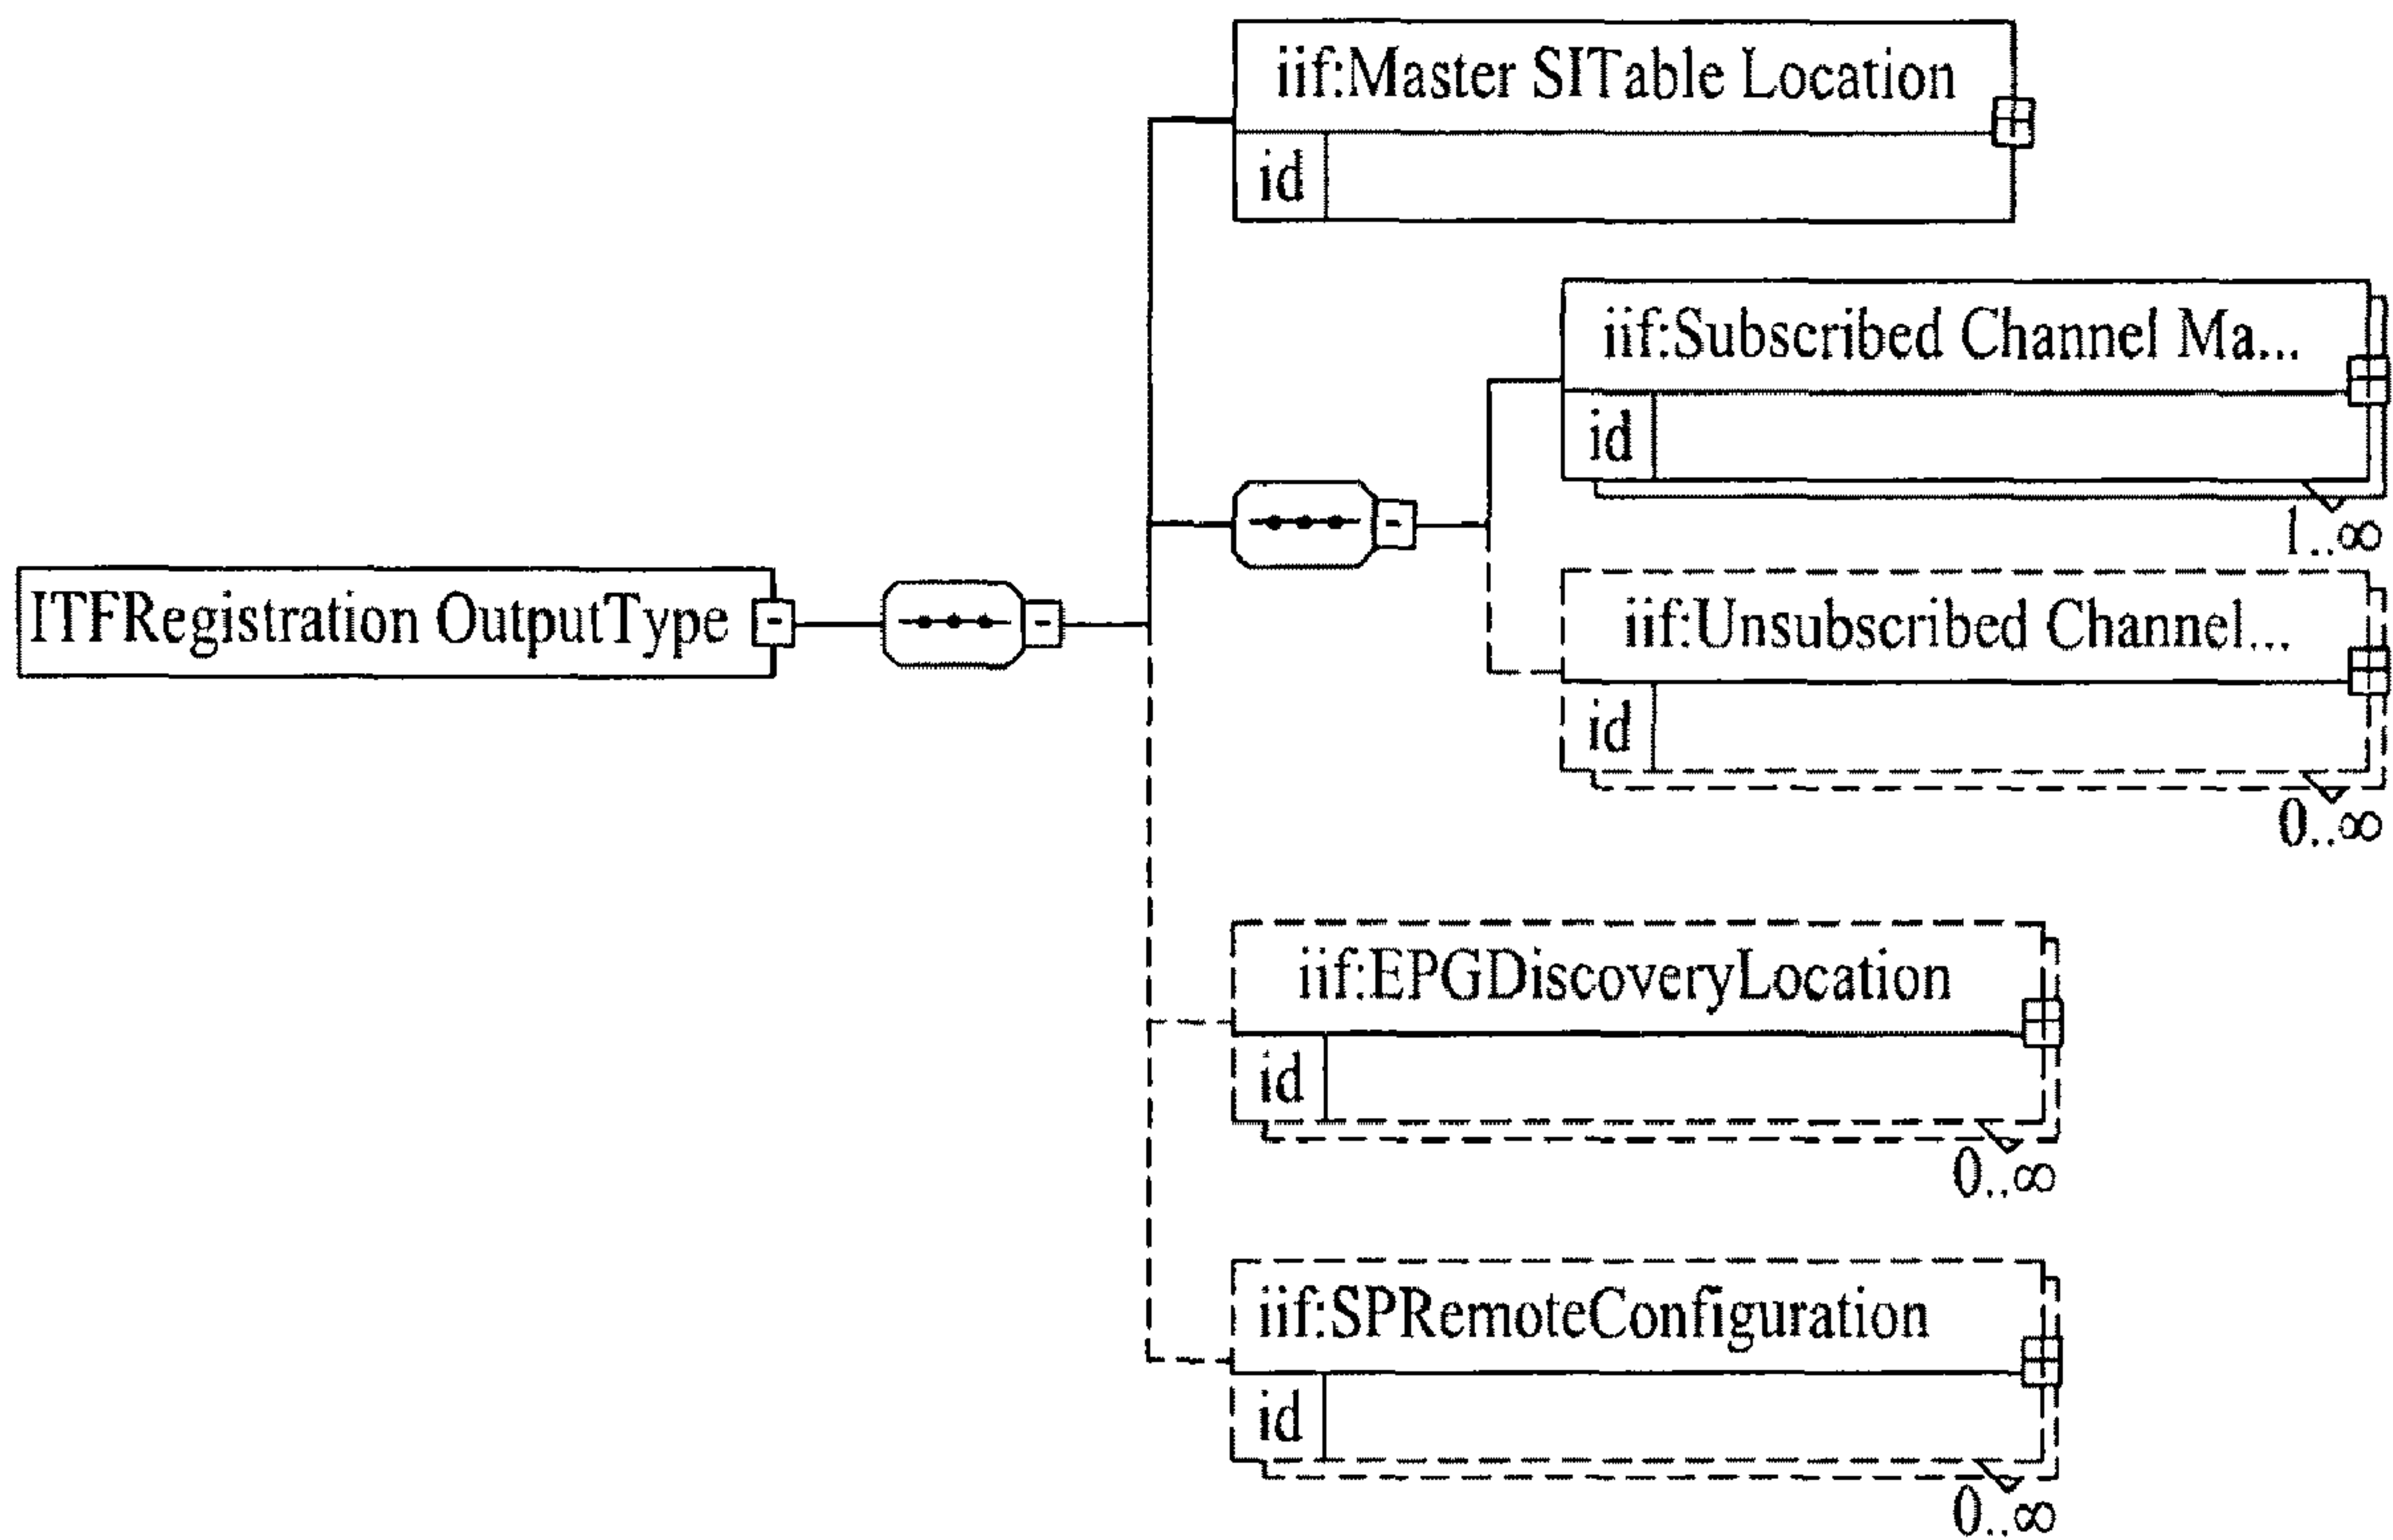 iif:Master SITable Location
id
iif:Subscribed Channel Ma...
id
1..∞
ITFRegistration OutputType
iif:Unsubscribed Channel...
id
0..∞
iif:EPGDiscoveryLocation
id
0..∞
iif:SPRemoteConfiguration
id
0..∞